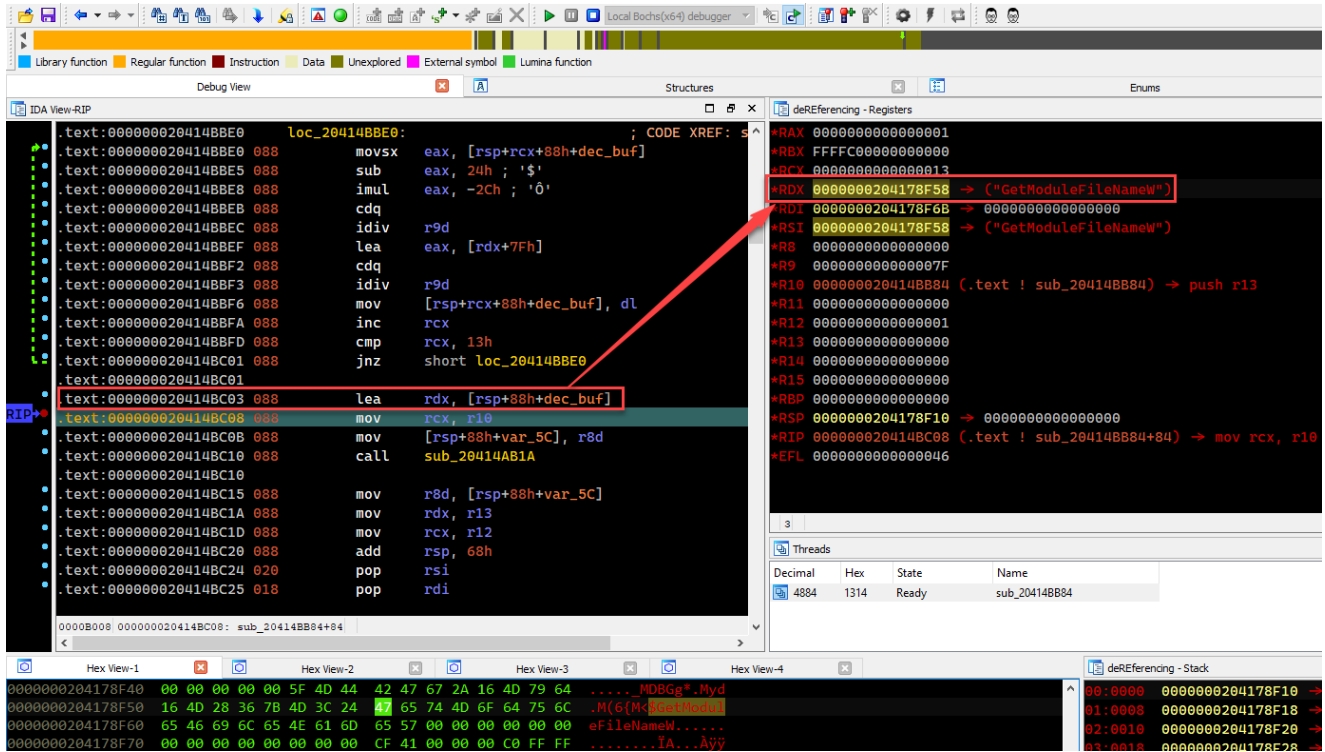 Local Bochs(x64) debugger
Library function Regular function Instruction Data Unexplored External symbol Lumina function
Debug View Structures Enums
IDA View-RIP
.text:000000020414BBE0 loc_20414BBE0: ; CODE XREF: s
.text:000000020414BBE0 088 movsx eax, [rsp+rcx+88h+dec_buf]
.text:000000020414BBE5 088 sub eax, 24h ; '$'
.text:000000020414BBE8 088 imul eax, -2Ch ; 'Ô'
.text:000000020414BBEB 088 cdq
.text:000000020414BBEC 088 idiv r9d
.text:000000020414BBEF 088 lea eax, [rdx+7Fh]
.text:000000020414BBF2 088 cdq
.text:000000020414BBF3 088 idiv r9d
.text:000000020414BBF6 088 mov [rsp+rcx+88h+dec_buf], dl
.text:000000020414BBFA 088 inc rcx
.text:000000020414BBFD 088 cmp rcx, 13h
.text:000000020414BC01 088 jnz short loc_20414BBE0
.text:000000020414BC01
.text:000000020414BC03 088 lea rdx, [rsp+88h+dec_buf]
RIP .text:000000020414BC08 088 mov rcx, r10
.text:000000020414BC0B 088 mov [rsp+88h+var_5C], r8d
.text:000000020414BC10 088 call sub_20414AB1A
.text:000000020414BC10
.text:000000020414BC15 088 mov r8d, [rsp+88h+var_5C]
.text:000000020414BC1A 088 mov rdx, r13
.text:000000020414BC1D 088 mov rcx, r12
.text:000000020414BC20 088 add rsp, 68h
.text:000000020414BC24 020 pop rsi
.text:000000020414BC25 018 pop rdi
0000B008 000000020414BC08: sub_20414BB84+84
deREferencing - Registers
*RAX 0000000000000001
*RBX FFFFC00000000000
*RCX 0000000000000013
*RDX 0000000204178F58 → ("GetModuleFileNameW")
*RDI 0000000204178F6B → 0000000000000000
*RSI 0000000204178F58 → ("GetModuleFileNameW")
*R8 0000000000000000
*R9 000000000000007F
*R10 000000020414BB84 (.text ! sub_20414BB84) → push r13
*R11 0000000000000000
*R12 0000000000000001
*R13 0000000000000000
*R14 0000000000000000
*R15 0000000000000000
*RBP 0000000000000000
*RSP 0000000204178F10 → 0000000000000000
*RIP 000000020414BC08 (.text ! sub_20414BB84+84) → mov rcx, r10
*EFL 0000000000000046
3
Threads
Decimal Hex State Name
4884 1314 Ready sub_20414BB84
Hex View-1 Hex View-2 Hex View-3 Hex View-4
0000000204178F40 00 00 00 00 00 5F 4D 44 42 47 67 2A 16 4D 79 64 ....._MDBGg*.Myd
0000000204178F50 16 4D 28 36 7B 4D 3C 24 47 65 74 4D 6F 64 75 6C .M(6{M<$GetModul
0000000204178F60 65 46 69 6C 65 4E 61 6D 65 57 00 00 00 00 00 00 eFileNameW......
0000000204178F70 00 00 00 00 00 00 00 00 CF 41 00 00 00 C0 FF FF ........ÏA...Àÿÿ
deREferencing - Stack
00:0000 0000000204178F10 →
01:0008 0000000204178F18 →
02:0010 0000000204178F20 →
03:0018 0000000204178F28 →